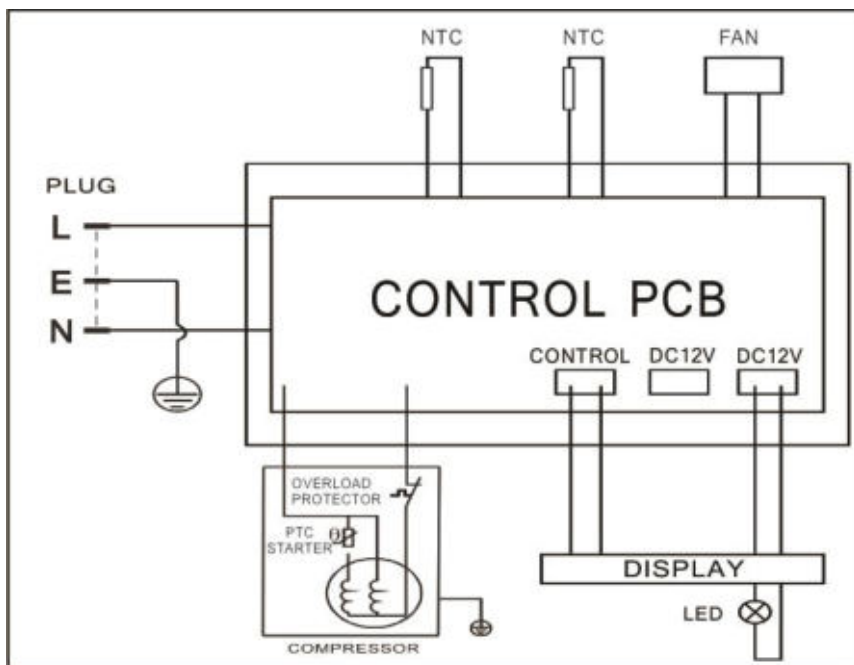 NTC NTC FAN
PLUG
L
E
N
CONTROL PCB
CONTROL DC12V DC12V
OVERLOAD
PROTECTOR
PTC
STARTER
θ
DISPLAY
LED
COMPRESSOR